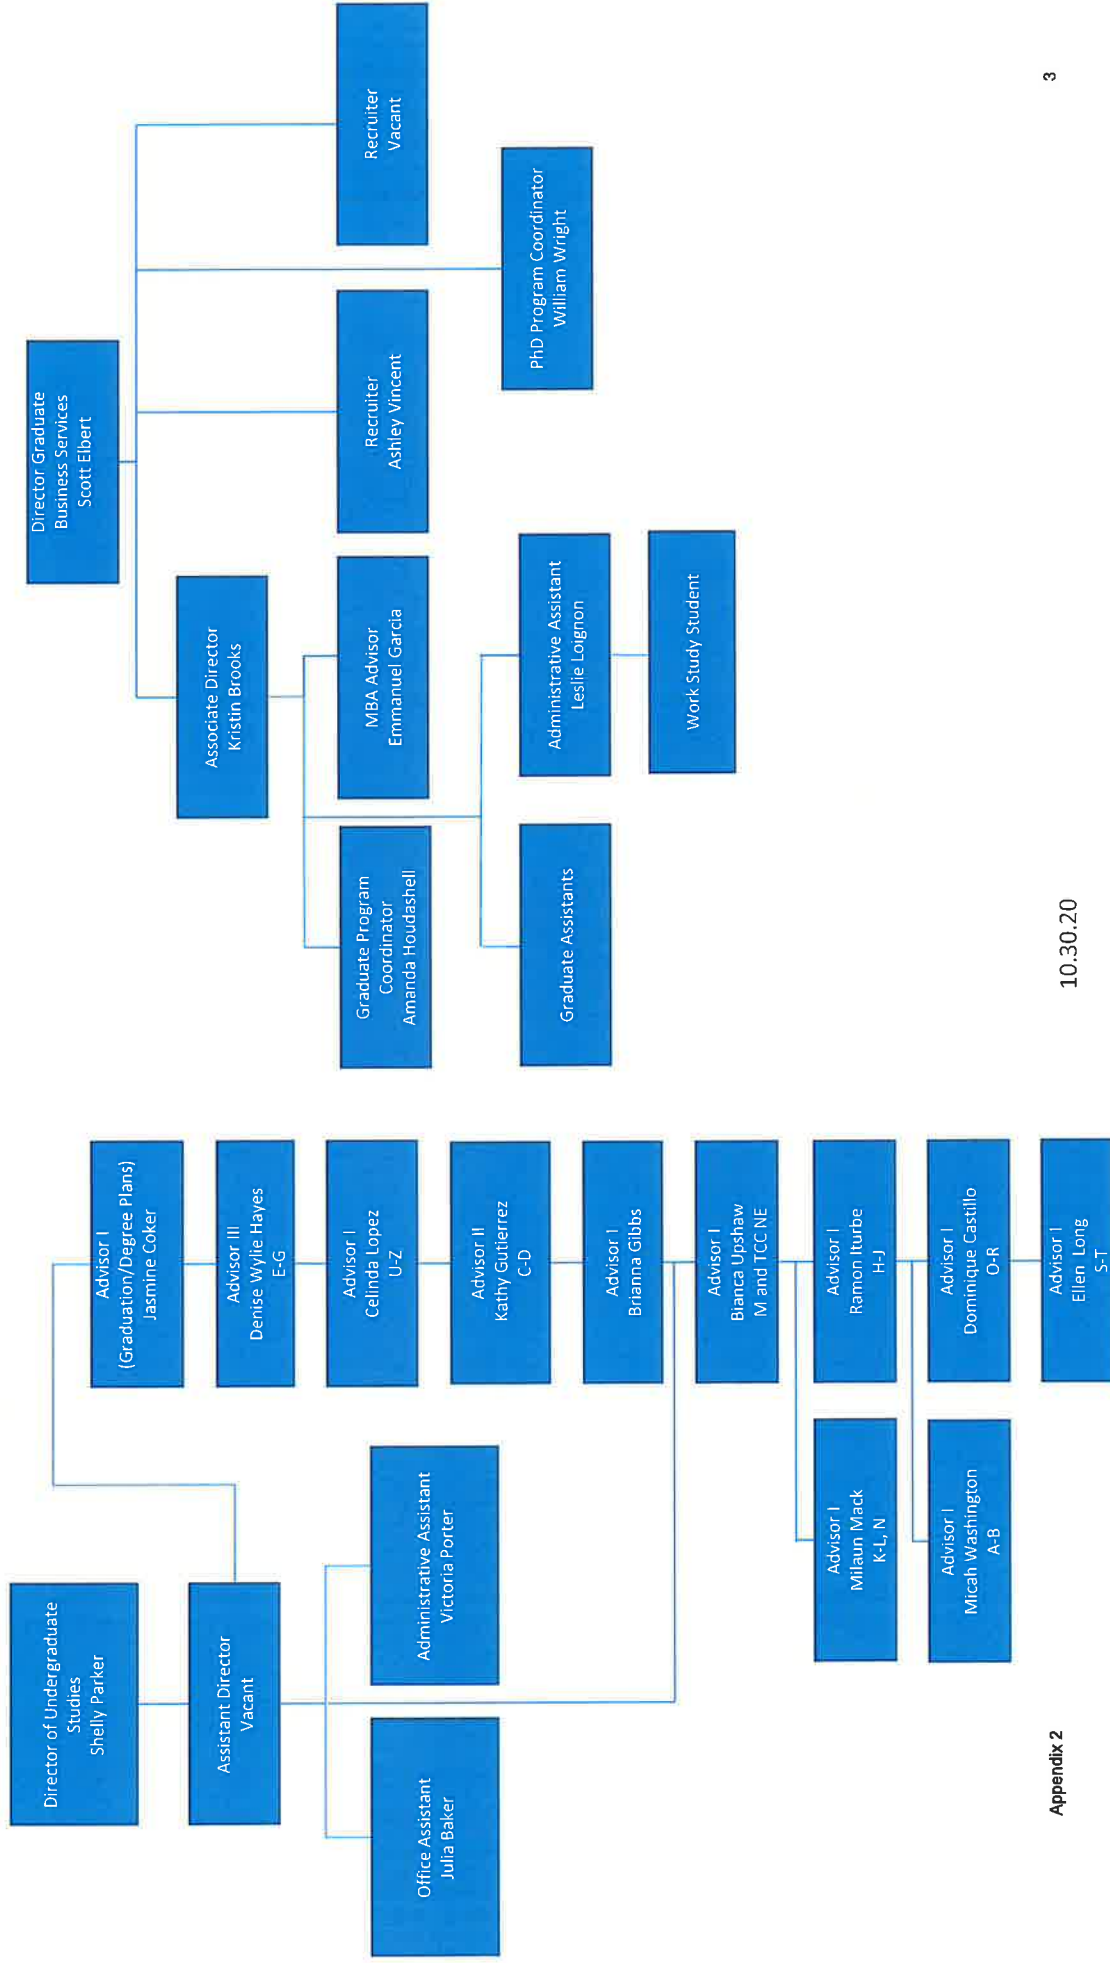 Director of Undergraduate
Studies
Shelly Parker
Assistant Director
Vacant
Office Assistant
Julia Baker
Administrative Assistant
Victoria Porter
Advisor I
(Graduation/Degree Plans)
Jasmine Coker
Advisor III
Denise Wylie Hayes
E-G
Advisor I
Celinda Lopez
U-Z
Advisor II
Kathy Gutierrez
C-D
Advisor I
Brianna Gibbs
Advisor I
Bianca Upshaw
M and TCC NE
Advisor I
Milaun Mack
K-L, N
Advisor I
Ramon Iturbe
H-J
Advisor I
Micah Washington
A-B
Advisor I
Dominique Castillo
O-R
Advisor I
Ellen Long
S-T
Director Graduate
Business Services
Scott Elbert
Associate Director
Kristin Brooks
Graduate Program
Coordinator
Amanda Houdashell
MBA Advisor
Emmanuel Garcia
Recruiter
Ashley Vincent
Recruiter
Vacant
Graduate Assistants
Administrative Assistant
Leslie Loignon
PhD Program Coordinator
William Wright
Work Study Student
Appendix 2
10.30.20
3